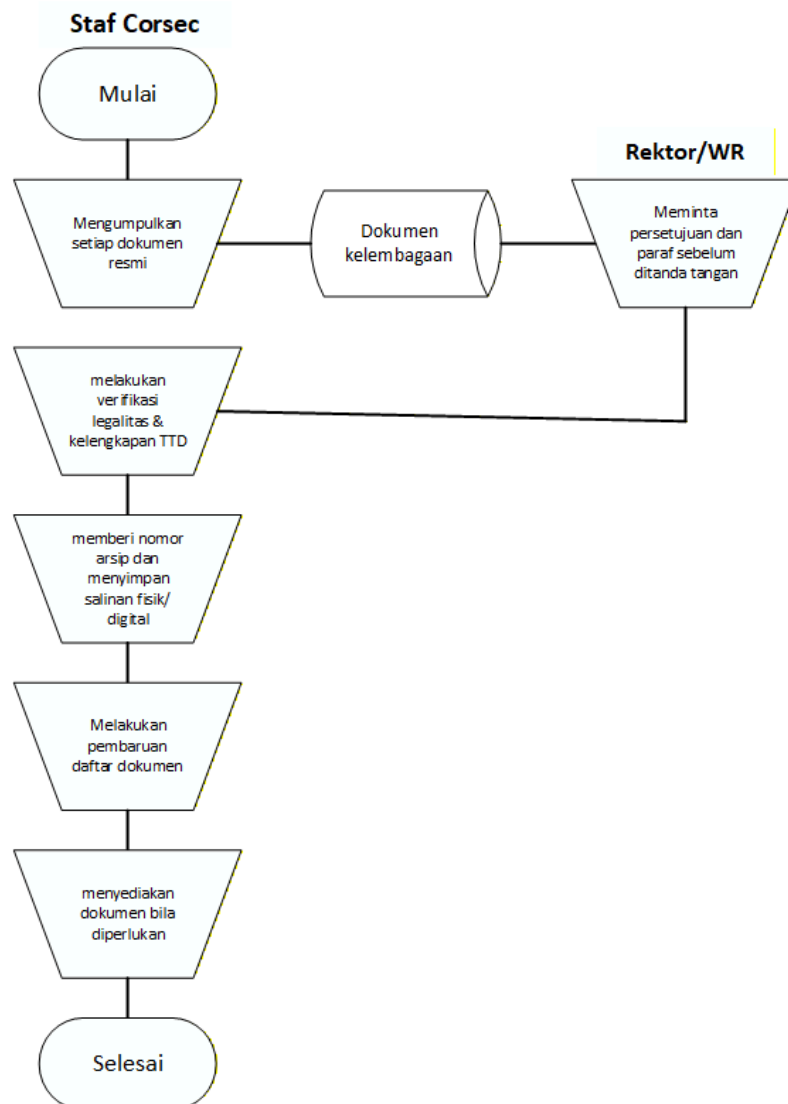 Staf Corsec
Mulai
Rektor/WR
Mengumpulkan
setiap dokumen
resmi
Dokumen
kelembagaan
Meminta
persetujuan dan
paraf sebelum
ditanda tangan
melakukan
verifikasi
legalitas &
kelengkapan TTD
memberi nomor
arsip dan
menyimpan
salinan fisik/
digital
Melakukan
pembaruan
daftar dokumen
menyediakan
dokumen bila
diperlukan
Selesai